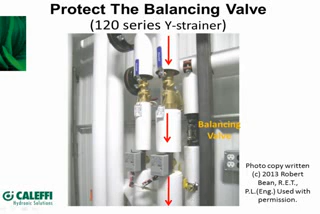 Protect The Balancing Valve
(120 series Y-strainer)
Balancing
Valve
Photo copy written
(c) 2013 Robert
Bean, R.E.T.,
P.L.(Eng.) Used with
permission.
CALEFFI
Hydronic Solutions